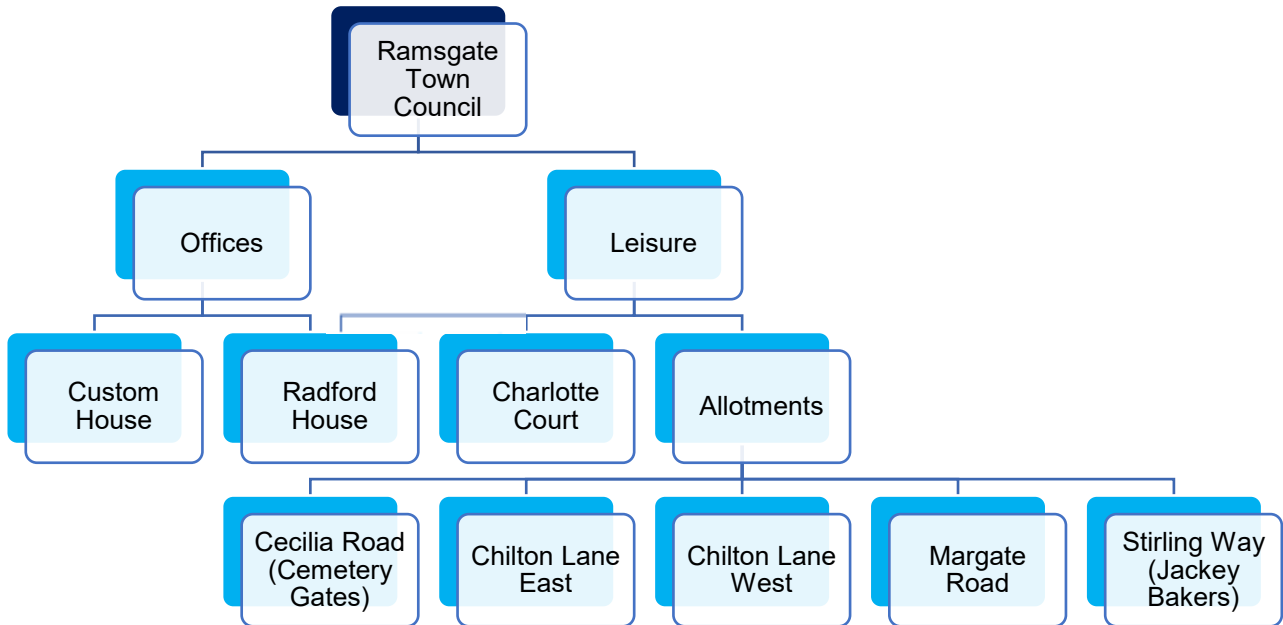 Ramsgate
Town
Council
Offices
Leisure
Custom
House
Radford
House
Charlotte
Court
Allotments
Cecilia Road
(Cemetery
Gates)
Chilton Lane
East
Chilton Lane
West
Margate
Road
Stirling Way
(Jackey
Bakers)